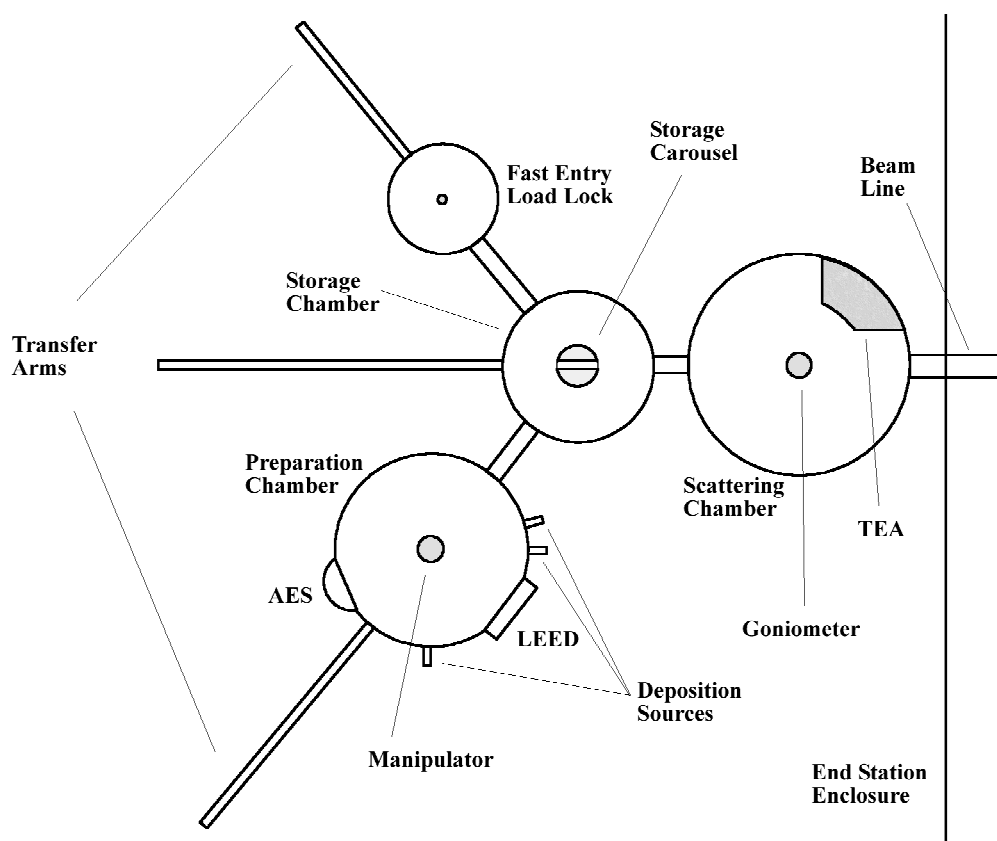 Storage
Carousel
Beam
Line
Fast Entry
Load Lock
Storage
Chamber
Transfer
Arms
Preparation
Chamber
Scattering
Chamber
TEA
AES
LEED
Goniometer
Deposition
Sources
Manipulator
End Station
Enclosure